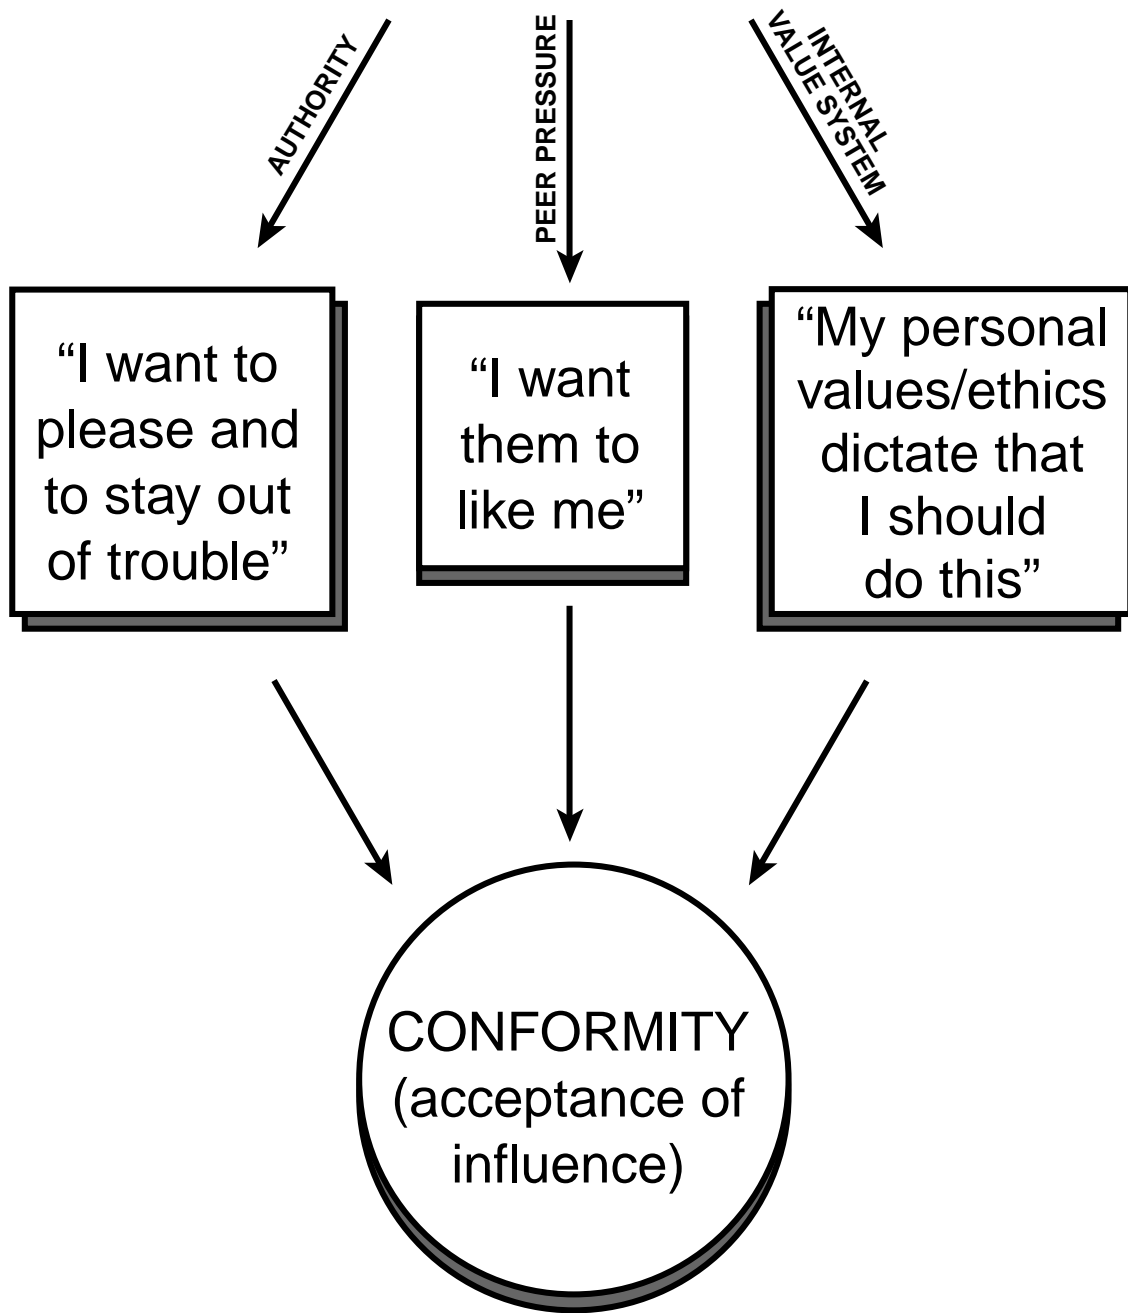 AUTHORITY
PEER PRESSURE
INTERNAL
VALUE SYSTEM
“I want to
please and
to stay out
of trouble”
“I want
them to
like me”
“My personal
values/ethics
dictate that
I should
do this”
CONFORMITY
(acceptance of
influence)